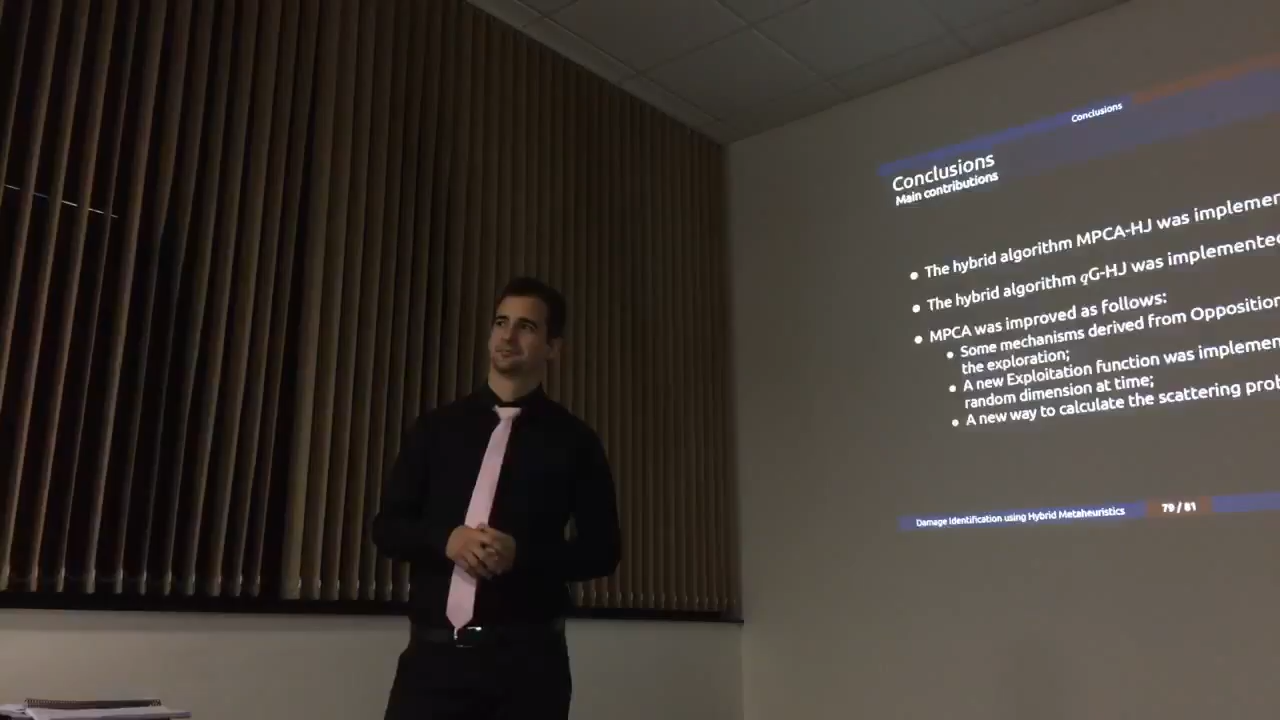 Conclusions
Conclusions
Main contributions
The hybrid algorithm MPCA-HJ was implemen
The hybrid algorithm qG-HJ was implemented
MPCA was improved as follows:
Some mechanisms derived from Opposition
the exploration;
A new Exploitation function was implemen
random dimension at time;
A new way to calculate the scattering prob
Damage Identification using Hybrid Metaheuristics
79 / 81